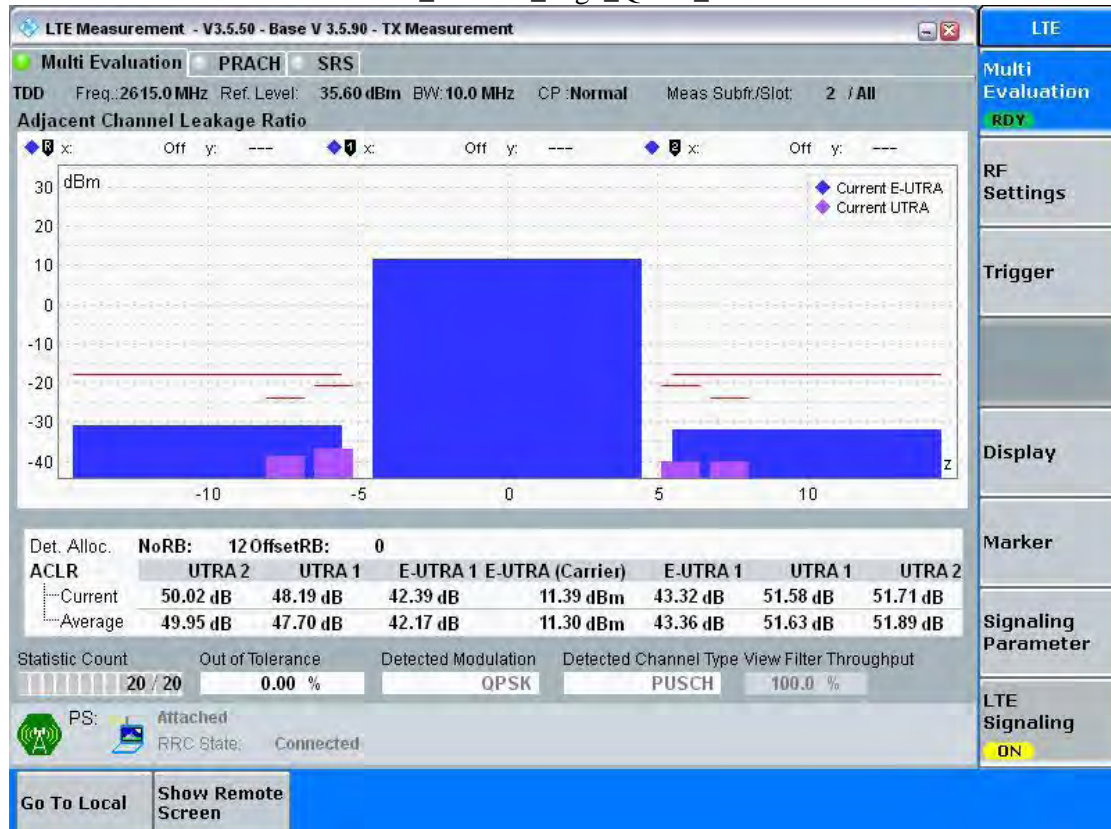 LTE Measurement - V3.5.50 - Base V 3.5.90 - TX Measurement
Multi Evaluation PRACH SRS
TDD Freq.:2615.0 MHz Ref. Level: 35.60 dBm BW:10.0 MHz CP :Normal Meas Subfr./Slot: 2 / All
Adjacent Channel Leakage Ratio
R x: Off y: --- 1 x: Off y: --- 2 x: Off y: ---
dBm
Current E-UTRA
Current UTRA
30
20
10
0
-10
-20
-30
-40
z
-10 -5 0 5 10
Det. Alloc. NoRB: 12 OffsetRB: 0
ACLR UTRA 2 UTRA 1 E-UTRA 1 E-UTRA (Carrier) E-UTRA 1 UTRA 1 UTRA 2
Current 50.02 dB 48.19 dB 42.39 dB 11.39 dBm 43.32 dB 51.58 dB 51.71 dB
Average 49.95 dB 47.70 dB 42.17 dB 11.30 dBm 43.36 dB 51.63 dB 51.89 dB
Statistic Count Out of Tolerance Detected Modulation Detected Channel Type View Filter Throughput
20 / 20 0.00 % QPSK PUSCH 100.0 %
PS: Attached
RRC State: Connected
Go To Local
Show Remote Screen
LTE
Multi Evaluation
RDY
RF Settings
Trigger
Display
Marker
Signaling Parameter
LTE Signaling
ON